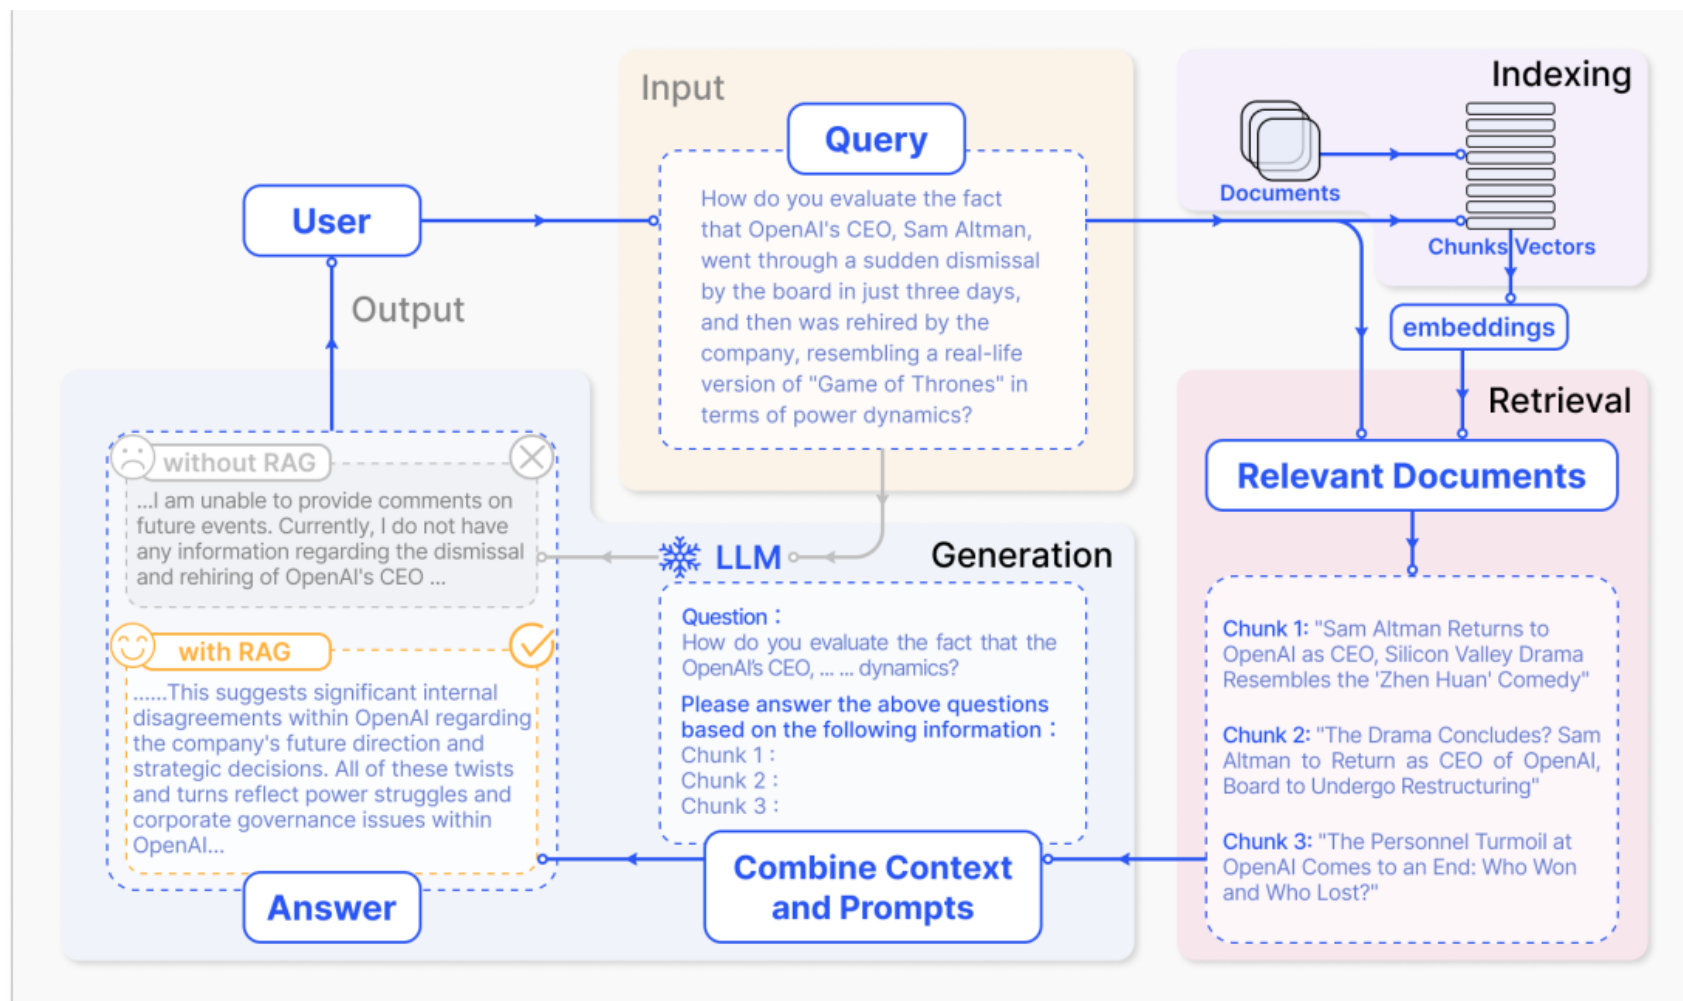 Input
Query
How do you evaluate the fact
that OpenAI's CEO, Sam Altman,
went through a sudden dismissal
by the board in just three days,
and then was rehired by the
company, resembling a real-life
version of "Game of Thrones" in
terms of power dynamics?
Indexing
Documents
Chunks Vectors
embeddings
User
Output
Retrieval
Relevant Documents
Chunk 1: "Sam Altman Returns to
OpenAI as CEO, Silicon Valley Drama
Resembles the 'Zhen Huan' Comedy"
Chunk 2: "The Drama Concludes? Sam
Altman to Return as CEO of OpenAI,
Board to Undergo Restructuring"
Chunk 3: "The Personnel Turmoil at
OpenAI Comes to an End: Who Won
and Who Lost?"
LLM
Generation
Question :
How do you evaluate the fact that the
OpenAI's CEO, ... ... dynamics?
Please answer the above questions
based on the following information :
Chunk 1 :
Chunk 2 :
Chunk 3 :
Combine Context
and Prompts
without RAG
...I am unable to provide comments on
future events. Currently, I do not have
any information regarding the dismissal
and rehiring of OpenAI's CEO ...
with RAG
......This suggests significant internal
disagreements within OpenAI regarding
the company's future direction and
strategic decisions. All of these twists
and turns reflect power struggles and
corporate governance issues within
OpenAI...
Answer